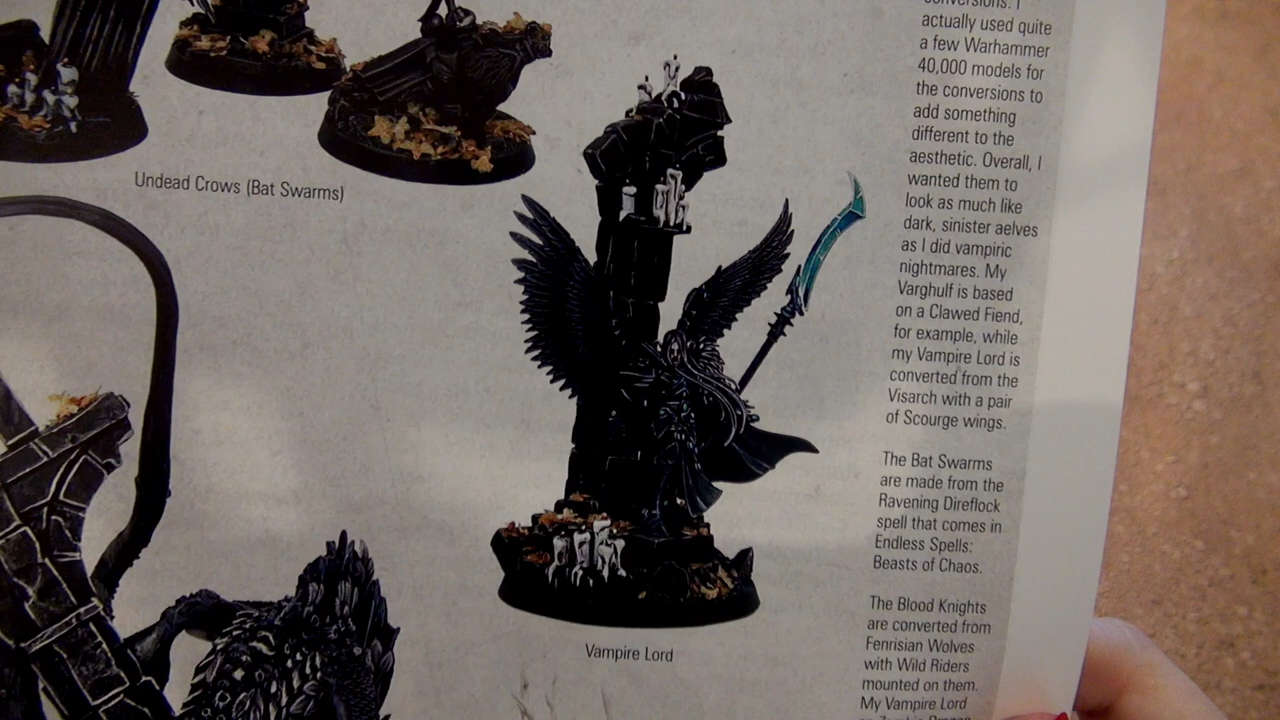 Undead Crows (Bat Swarms)
Vampire Lord
conversions. I
actually used quite
a few Warhammer
40,000 models for
the conversions to
add something
different to the
aesthetic. Overall, I
wanted them to
look as much like
dark, sinister aelves
as I did vampiric
nightmares. My
Varghulf is based
on a Clawed Fiend,
for example, while
my Vampire Lord is
converted from the
Visarch with a pair
of Scourge wings.
The Bat Swarms
are made from the
Ravening Direflock
spell that comes in
Endless Spells:
Beasts of Chaos.
The Blood Knights
are converted from
Fenrisian Wolves
with Wild Riders
mounted on them.
My Vampire Lord
on Zombie